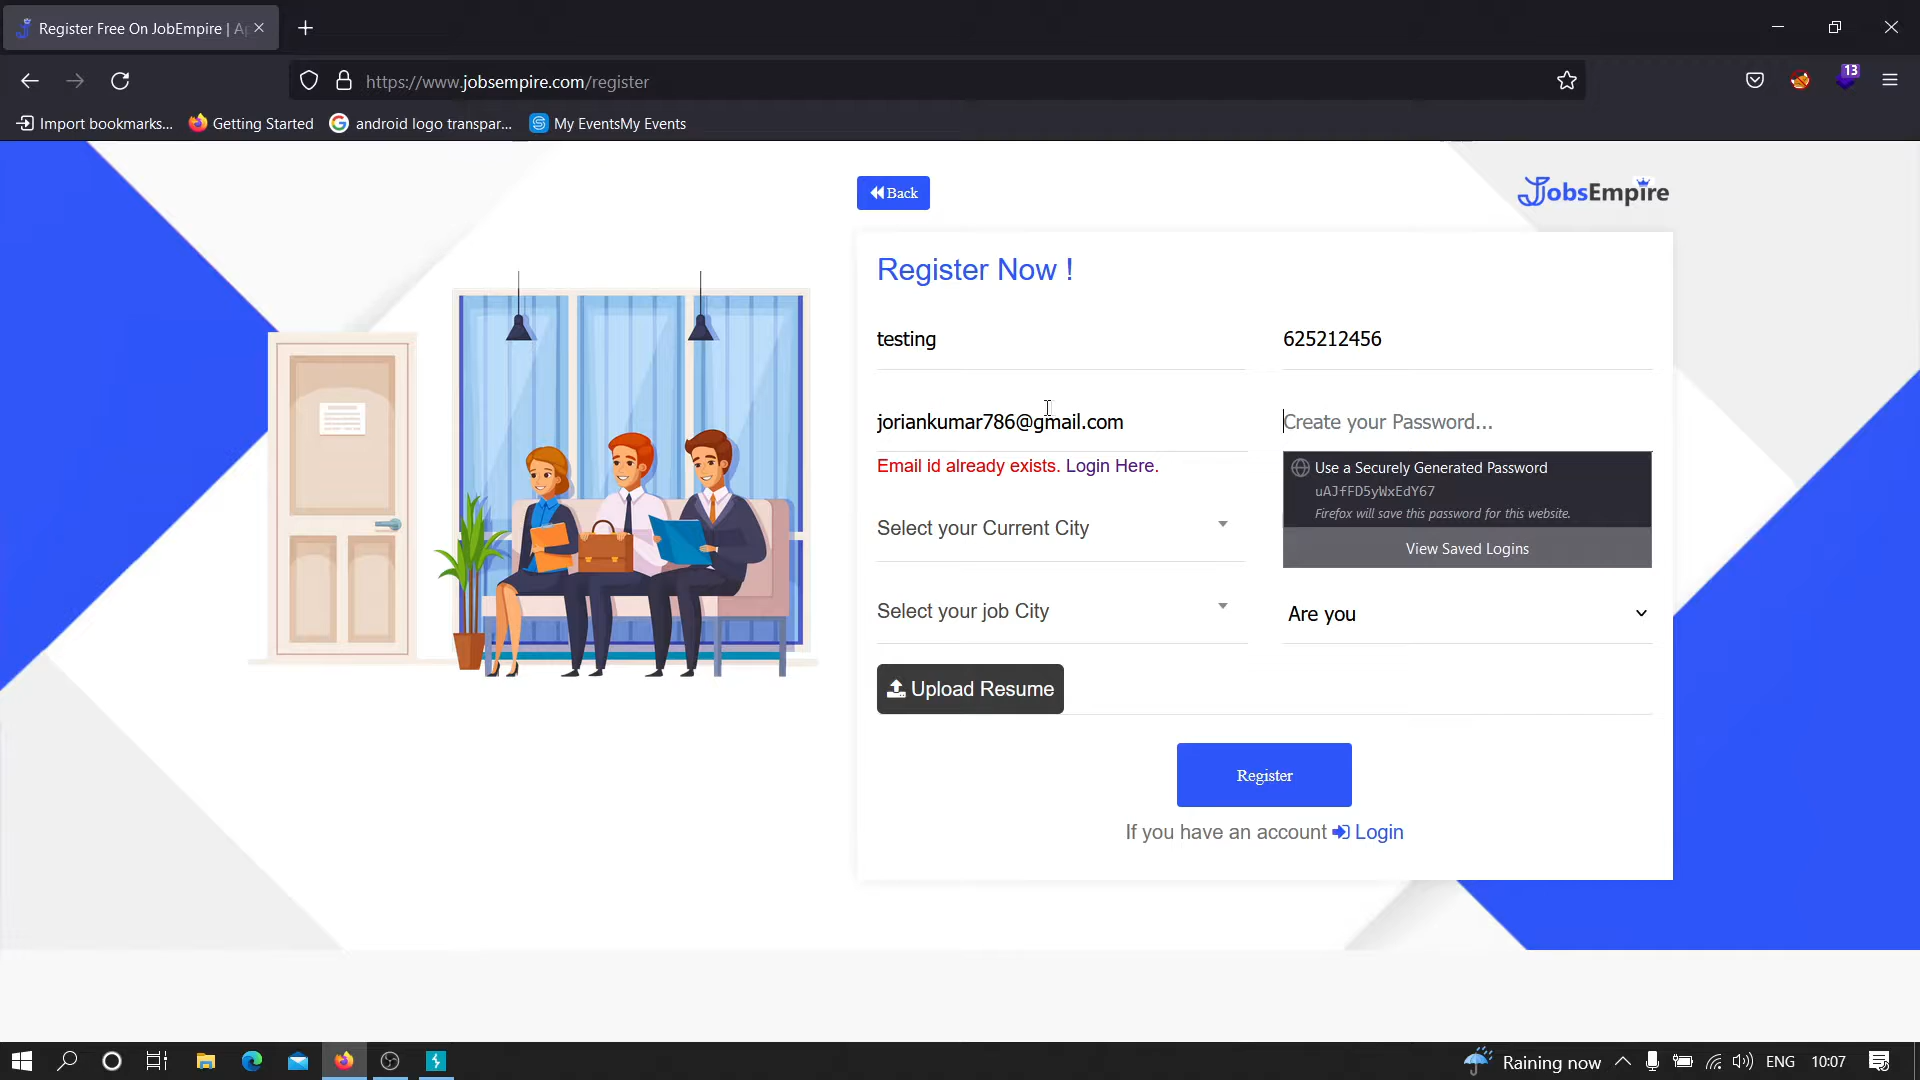 Register Free On JobEmpire | Ap
13
https://www.jobsempire.com/register
Import bookmarks...
Getting Started
android logo transpar...
My EventsMy Events
Back
JobsEmpire
Register Now !
testing
625212456
joriankumar786@gmail.com
Create your Password...
Email id already exists. Login Here.
Use a Securely Generated Password
uAJfFD5yWxEdY67
Firefox will save this password for this website.
View Saved Logins
Select your Current City
Select your job City
Are you
Upload Resume
Register
If you have an account Login
Raining now
ENG
10:07